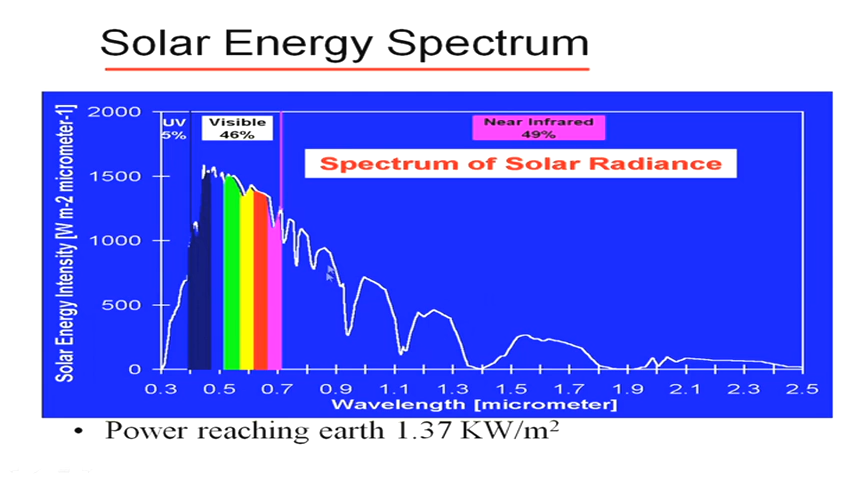 Solar Energy Spectrum
Solar Energy Intensity [W m-2 micrometer-1]
2000
1500
1000
500
0
UV
5%
Visible
46%
Near Infrared
49%
Spectrum of Solar Radiance
0.3 0.5 0.7 0.9 1.1 1.3 1.5 1.7 1.9 2.1 2.3 2.5
Wavelength [micrometer]
• Power reaching earth 1.37 KW/m²